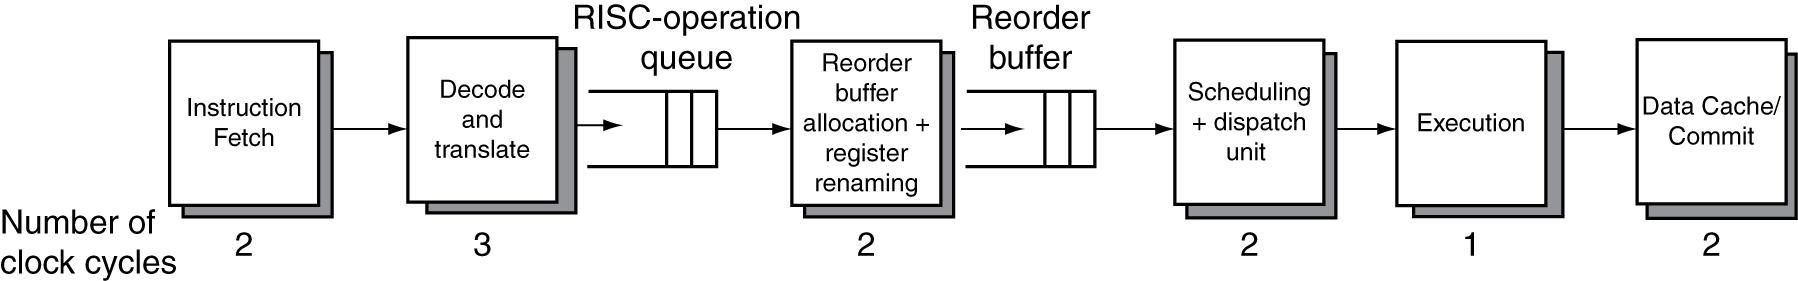 RISC-operation
queue
Reorder
buffer
Instruction
Fetch
Decode
and
translate
Reorder
buffer
allocation +
register
renaming
Scheduling
+ dispatch
unit
Execution
Data Cache/
Commit
Number of
clock cycles
2
3
2
2
1
2